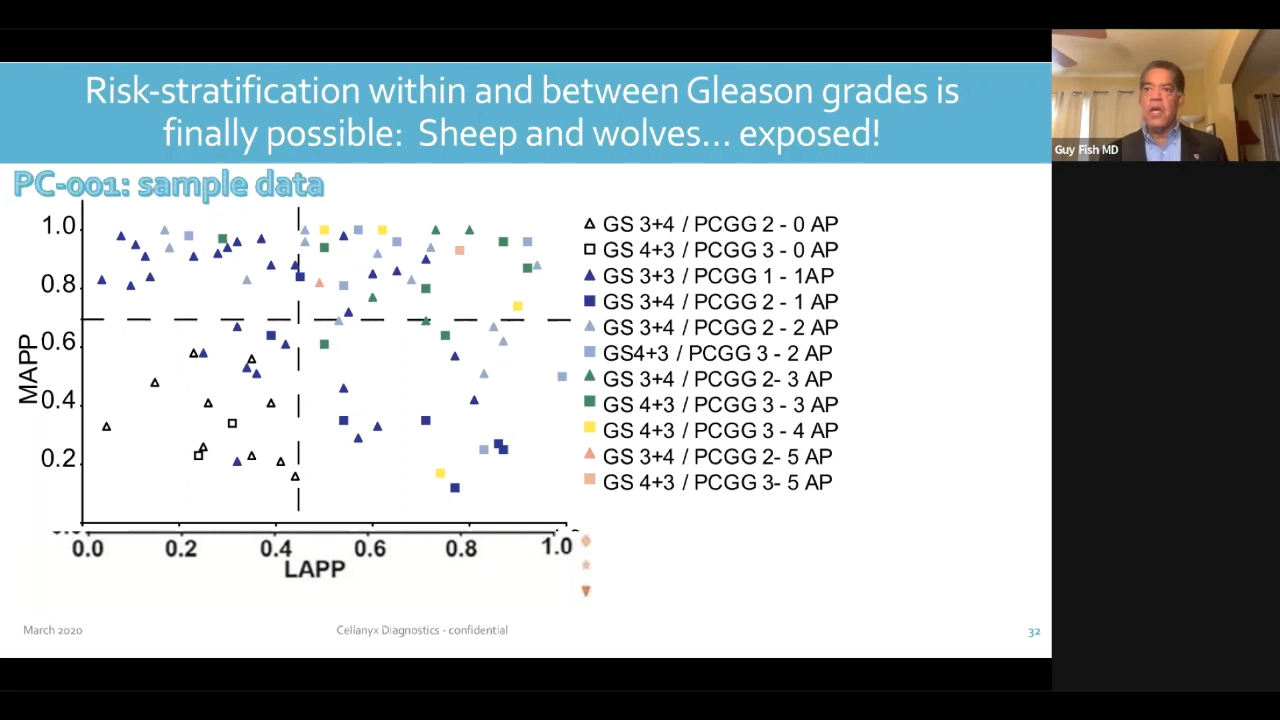 Risk-stratification within and between Gleason grades is
finally possible: Sheep and wolves... exposed!
Guy Fish MD
PC-001: sample data
1.0
0.8
0.6
0.4
0.2
MAPP
0.0 0.2 0.4 0.6 0.8 1.0
LAPP
GS 3+4 / PCGG 2 - 0 AP
GS 4+3 / PCGG 3 - 0 AP
GS 3+3 / PCGG 1 - 1AP
GS 3+4 / PCGG 2 - 1 AP
GS 3+4 / PCGG 2 - 2 AP
GS4+3 / PCGG 3 - 2 AP
GS 3+4 / PCGG 2- 3 AP
GS 4+3 / PCGG 3 - 3 AP
GS 4+3 / PCGG 3 - 4 AP
GS 3+4 / PCGG 2- 5 AP
GS 4+3 / PCGG 3- 5 AP
March 2020
Cellanyx Diagnostics - confidential
32